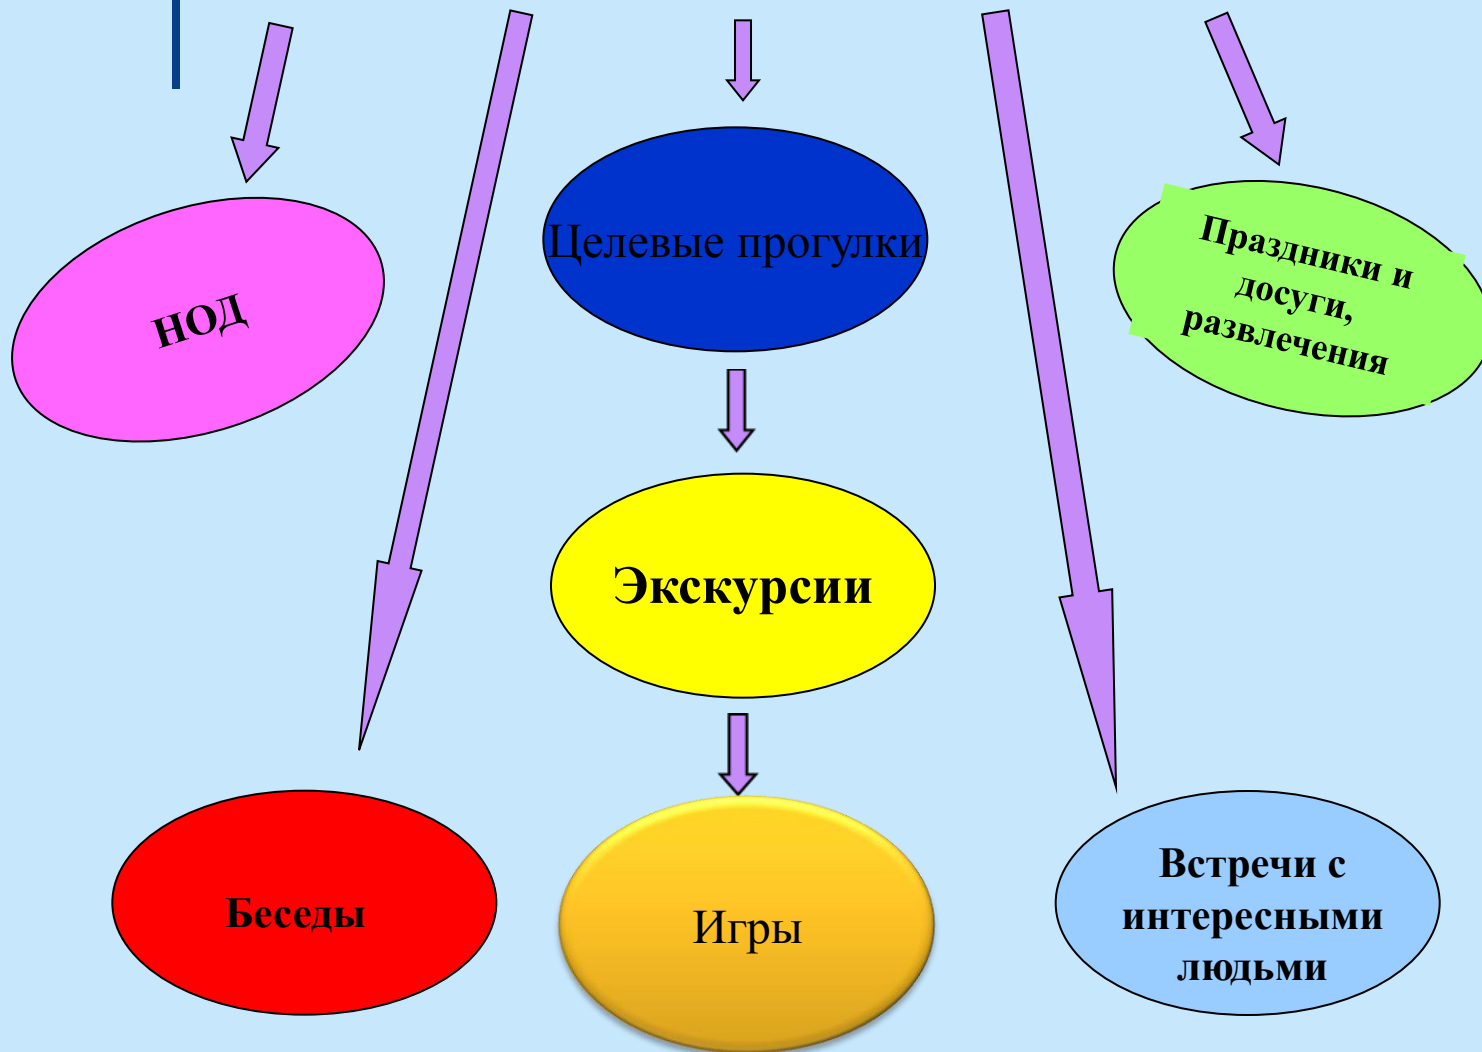 НОД
Целевые прогулки
Праздники и
досуги,
развлечения
Экскурсии
Беседы
Игры
Встречи с
интересными
людьми